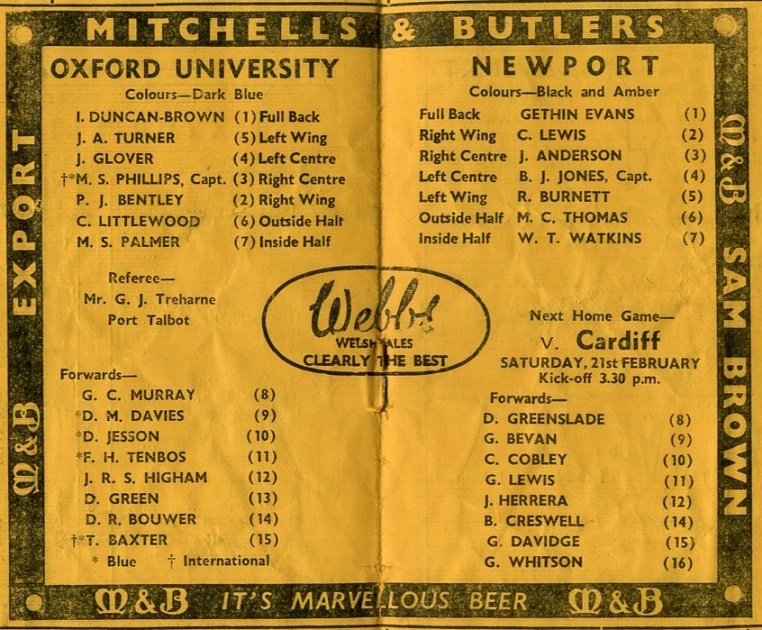 MITCHELLS & BUTLERS
EXPORT
M&B
OXFORD UNIVERSITY
Colours—Dark Blue
I. DUNCAN-BROWN (1) Full Back
J. A. TURNER (5) Left Wing
J. GLOVER (4) Left Centre
†*M. S. PHILLIPS, Capt. (3) Right Centre
P. J. BENTLEY (2) Right Wing
C. LITTLEWOOD (6) Outside Half
M. S. PALMER (7) Inside Half
Referee—
Mr. G. J. Treharne
Port Talbot
Forwards—
G. C. MURRAY (8)
*D. M. DAVIES (9)
*D. JESSON (10)
*F. H. TENBOS (11)
J. R. S. HIGHAM (12)
D. GREEN (13)
D. R. BOUWER (14)
†*T. BAXTER (15)
* Blue † International
Webbs
WELSH ALES
CLEARLY THE BEST
NEWPORT
Colours—Black and Amber
Full Back GETHIN EVANS (1)
Right Wing C. LEWIS (2)
Right Centre J. ANDERSON (3)
Left Centre B. J. JONES, Capt. (4)
Left Wing R. BURNETT (5)
Outside Half M. C. THOMAS (6)
Inside Half W. T. WATKINS (7)
Next Home Game—
V. Cardiff
SATURDAY, 21st FEBRUARY
Kick-off 3.30 p.m.
Forwards—
D. GREENSLADE (8)
G. BEVAN (9)
C. COBLEY (10)
G. LEWIS (11)
J. HERRERA (12)
B. CRESWELL (14)
G. DAVIDGE (15)
G. WHITSON (16)
M&B SAM BROWN
M&B IT'S MARVELLOUS BEER M&B